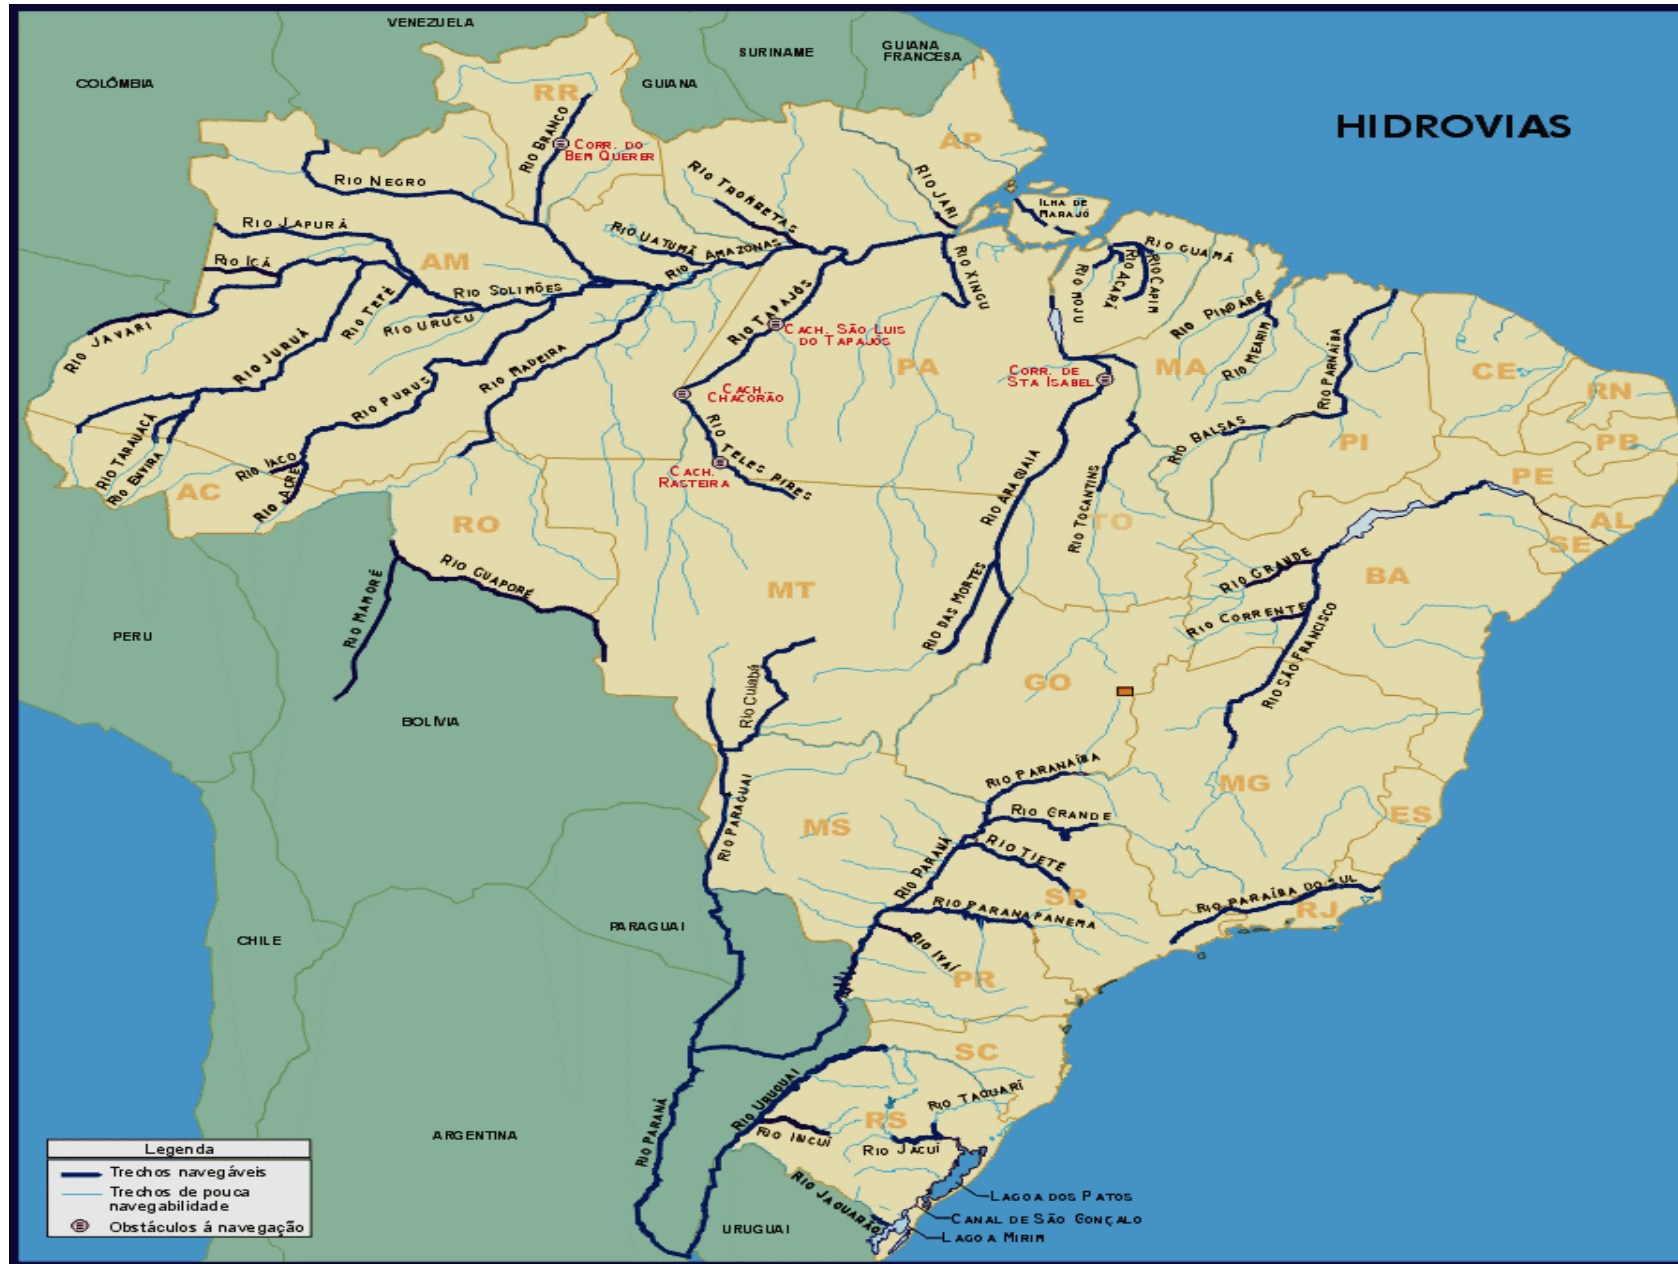 VENEZUELA
SURINAME
GUIANA
FRANCESA
COLÔMBIA
GUIANA
RR
HIDROVIAS
RIO BRANCO
CORR. DO
BEM QUERER
AP
RIO NEGRO
RIO TROMBETAS
RIO JARI
ILHA DE
MARAJÓ
RIO JAPURÁ
RIO UATUMÃ
RIO AMAZONAS
RIO GUAMÁ
AM
RIO IÇÁ
RIO XINGU
RIO MOJU
RIO ACARÁ
RIO CAPIM
RIO SOLIMÕES
RIO TEFÉ
RIO URUCU
RIO JAVARI
RIO JURUÁ
RIO TAPAJÓS
CACH. SÃO LUIS
DO TAPAJÓS
RIO PINDARÉ
RIO MEARIM
RIO PARNAÍBA
PA
MA
CE
RN
RIO PURUS
RIO MADEIRA
CACH.
CHACORÃO
CORR. DE
STA ISABEL
RIO BALSAS
PI
PB
PE
RIO TARAUACÁ
RIO ENVIRA
RIO IACO
RIO ACRE
AC
RIO TELES PIRES
CACH.
RASTEIRA
RIO ARAGUAIA
RIO TOCANTINS
TO
AL
SE
RO
BA
RIO MAMORÉ
RIO GUAPORÉ
MT
RIO DAS MORTES
RIO GRANDE
RIO CORRENTE
RIO SÃO FRANCISCO
PERU
BOLÍVIA
Rio Cuiabá
GO
RIO PARAGUAI
RIO PARANAÍBA
MG
ES
MS
RIO GRANDE
RIO TIETE
RIO PARANÁ
SP
RIO PARAÍBA DO SUL
RJ
RIO PARANAPANEMA
PARAGUAI
CHILE
RIO IVAÍ
PR
SC
RIO URUGUAI
RIO TAQUARÍ
RS
RIO PARANÁ
ARGENTINA
RIO JACUÍ
RIO JAGUARÃO
LAGOA DOS PATOS
CANAL DE SÃO GONÇALO
LAGOA MIRIM
URUGUAI
Legenda
Trechos navegáveis
Trechos de pouca
navegabilidade
Obstáculos á navegação